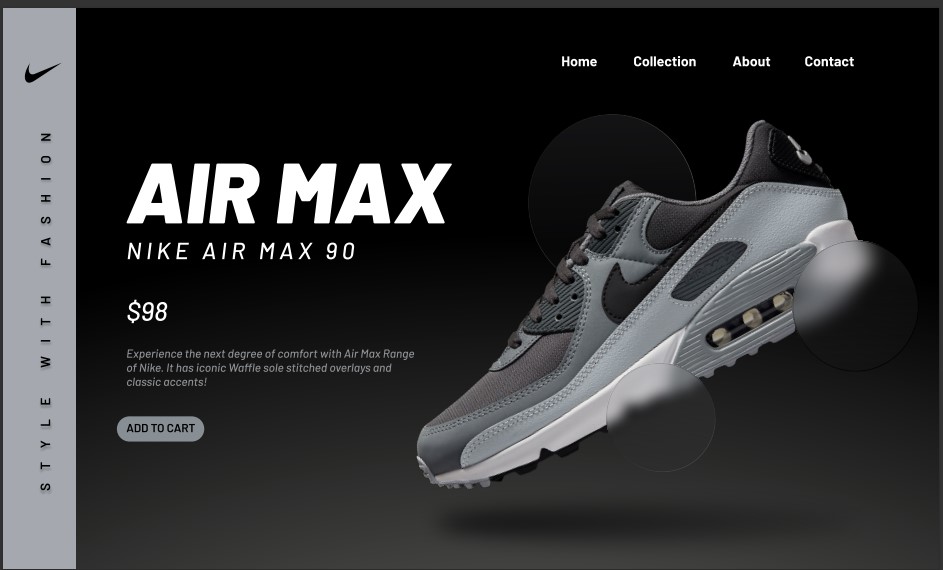 Home Collection About Contact
AIR MAX
NIKE AIR MAX 90
$98
Experience the next degree of comfort with Air Max Range
of Nike. It has iconic Waffle sole stitched overlays and
classic accents!
ADD TO CART
STYLE WITH FASHION